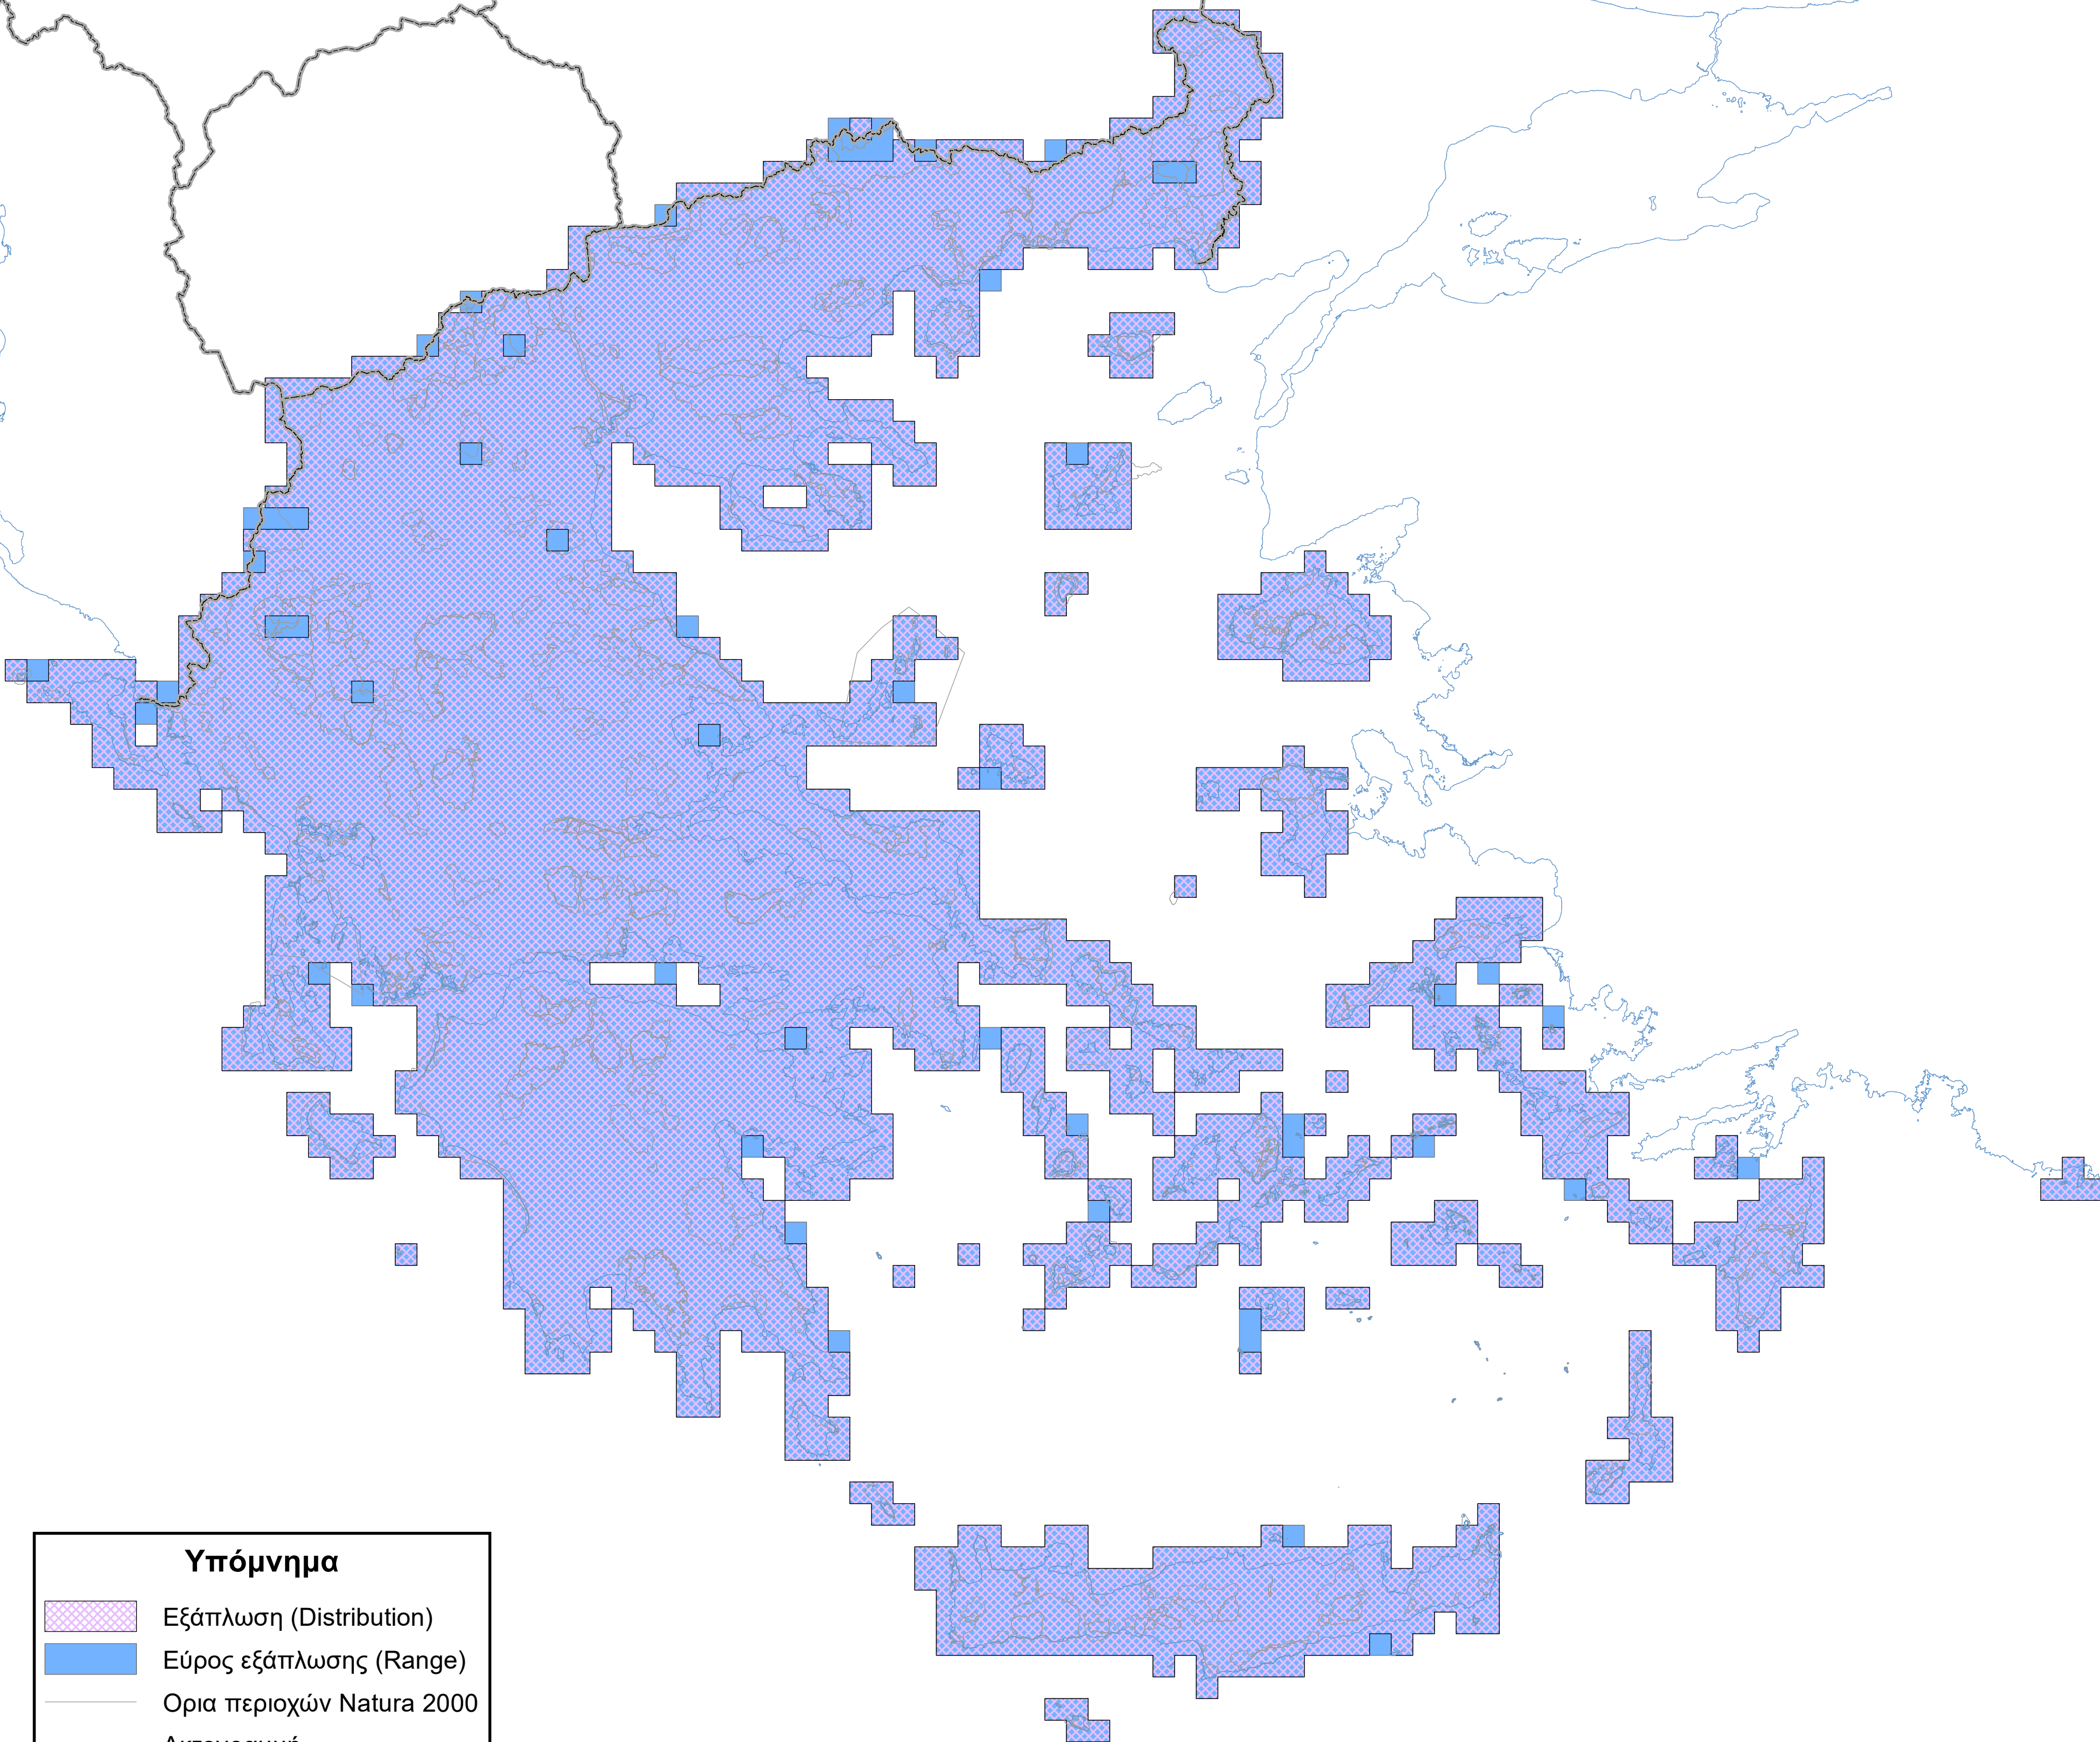 Υπόμνημα
Εξάπλωση (Distribution)
Εύρος εξάπλωσης (Range)
Ορια περιοχών Natura 2000